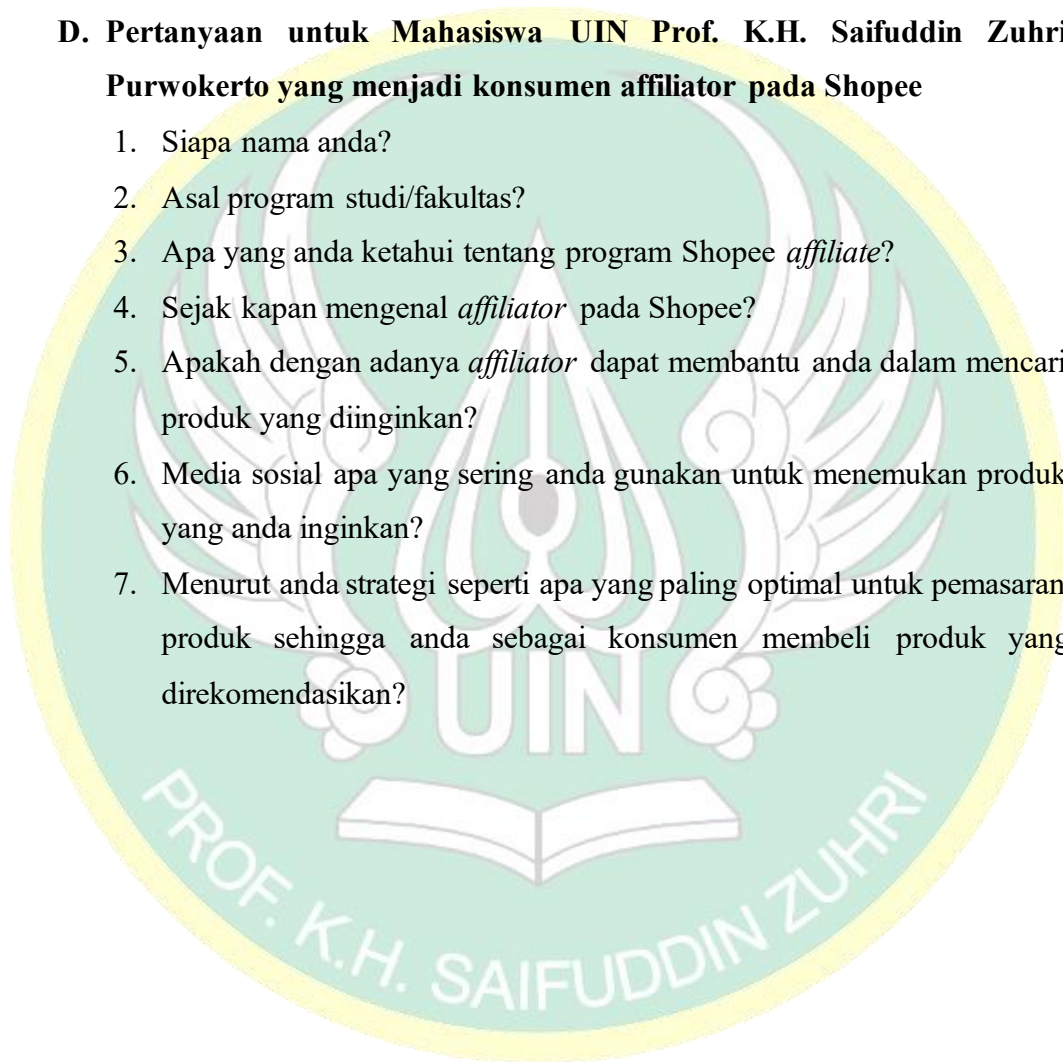 D. Pertanyaan untuk Mahasiswa UIN Prof. K.H. Saifuddin Zuhri
Purwokerto yang menjadi konsumen affiliator pada Shopee
1. Siapa nama anda?
2. Asal program studi/fakultas?
3. Apa yang anda ketahui tentang program Shopee affiliate?
4. Sejak kapan mengenal affiliator pada Shopee?
5. Apakah dengan adanya affiliator dapat membantu anda dalam mencari
produk yang diinginkan?
6. Media sosial apa yang sering anda gunakan untuk menemukan produk
yang anda inginkan?
7. Menurut anda strategi seperti apa yang paling optimal untuk pemasaran
produk sehingga anda sebagai konsumen membeli produk yang
direkomendasikan?
UIN
PROF. K.H. SAIFUDDIN ZUHRI